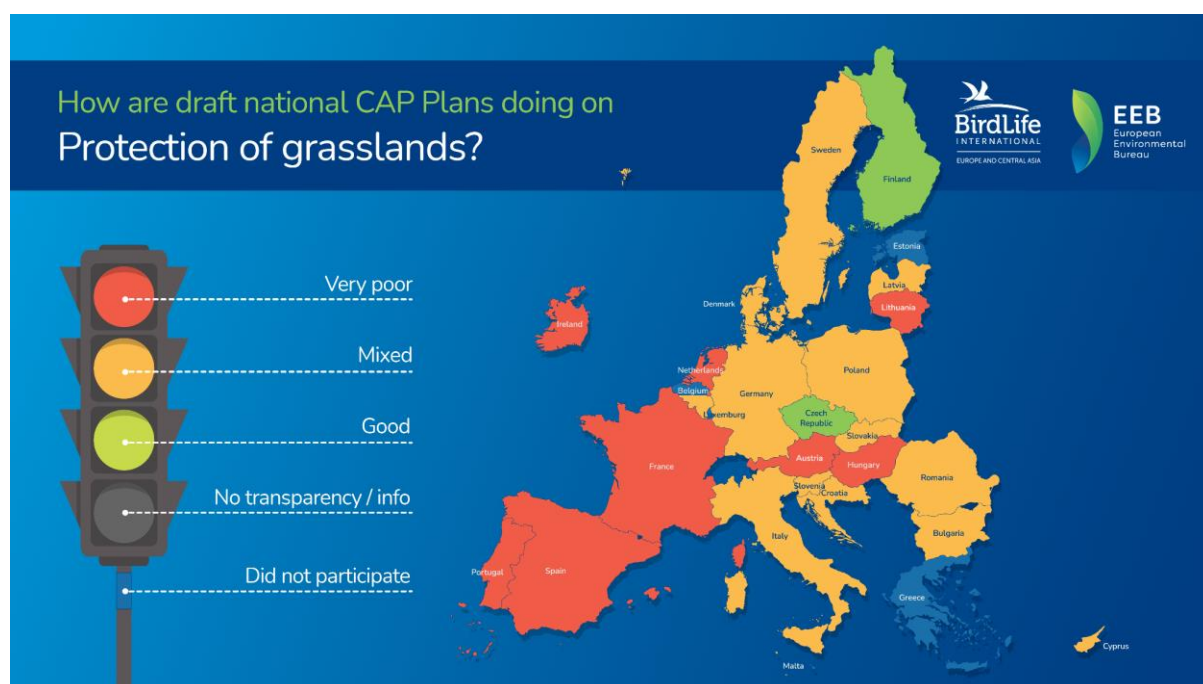 How are draft national CAP Plans doing on
Protection of grasslands?
BirdLife
INTERNATIONAL
EUROPE AND CENTRAL ASIA
EEB
European
Environmental
Bureau
Very poor
Mixed
Good
No transparency / info
Did not participate
Sweden
Finland
Estonia
Latvia
Lithuania
Denmark
Ireland
Netherlands
Belgium
Luxemburg
Germany
Poland
Czech
Republic
Slovakia
Austria
Hungary
France
Slovenia
Croatia
Romania
Italy
Bulgaria
Portugal
Spain
Greece
Malta
Cyprus